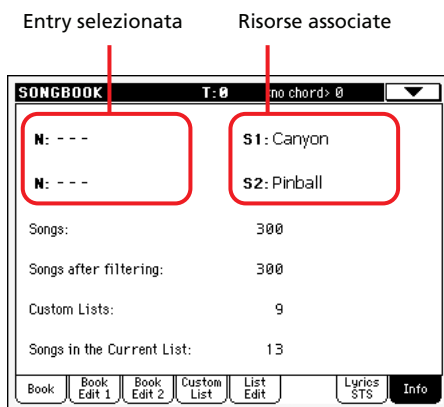 Entry selezionata Risorse associate
SONGBOOK T:0 <no chord> 0
N: - - - S1: Canyon
N: - - - S2: Pinball
Songs: 300
Songs after filtering: 300
Custom Lists: 9
Songs in the Current List: 13
Book Book Edit 1 Book Edit 2 Custom List List Edit Lyrics STS Info